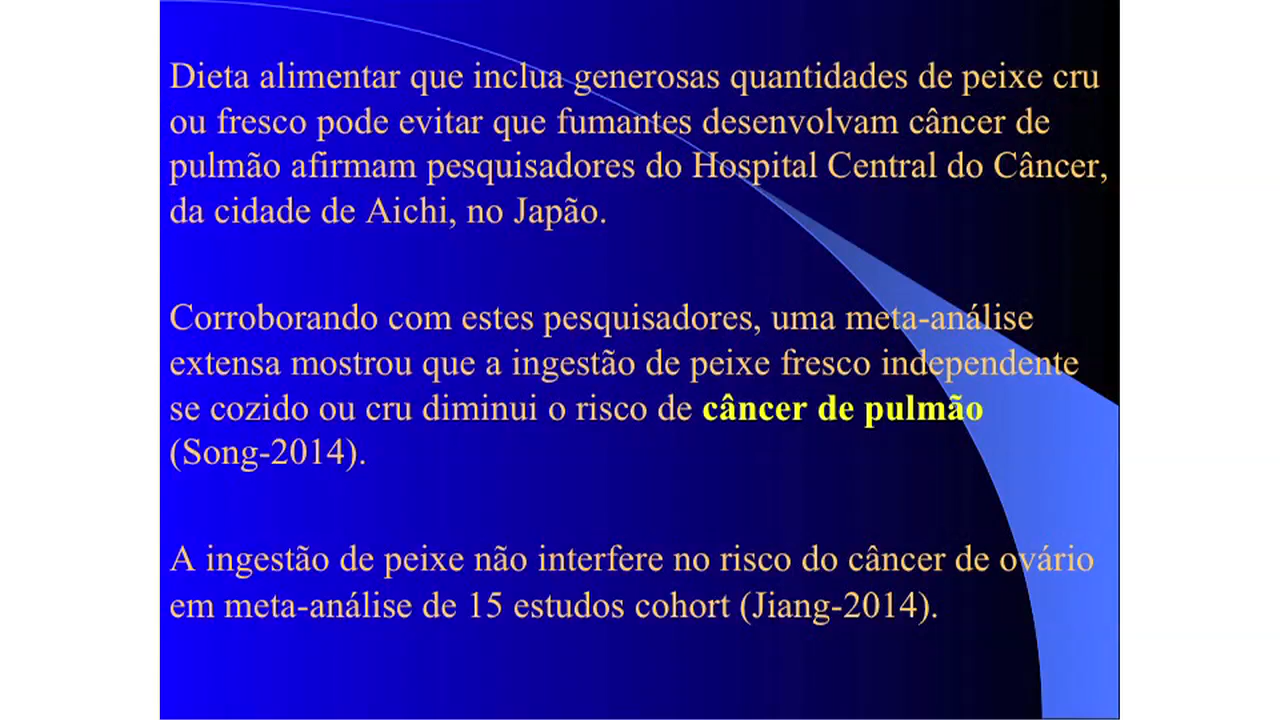 Dieta alimentar que inclua generosas quantidades de peixe cru
ou fresco pode evitar que fumantes desenvolvam câncer de
pulmão afirmam pesquisadores do Hospital Central do Câncer,
da cidade de Aichi, no Japão.
Corroborando com estes pesquisadores, uma meta-análise
extensa mostrou que a ingestão de peixe fresco independente
se cozido ou cru diminui o risco de câncer de pulmão
(Song-2014).
A ingestão de peixe não interfere no risco do câncer de ovário
em meta-análise de 15 estudos cohort (Jiang-2014).